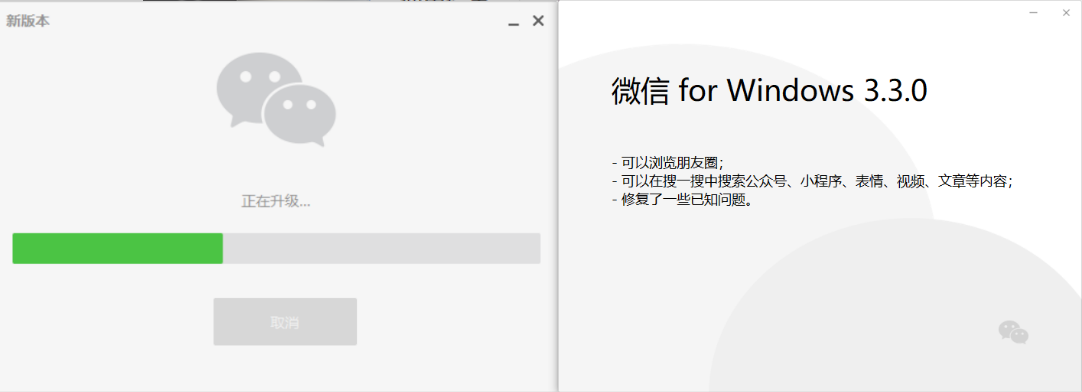 新版本
正在升级...
取消
微信 for Windows 3.3.0
- 可以浏览朋友圈；
- 可以在搜一搜中搜索公众号、小程序、表情、视频、文章等内容；
- 修复了一些已知问题。